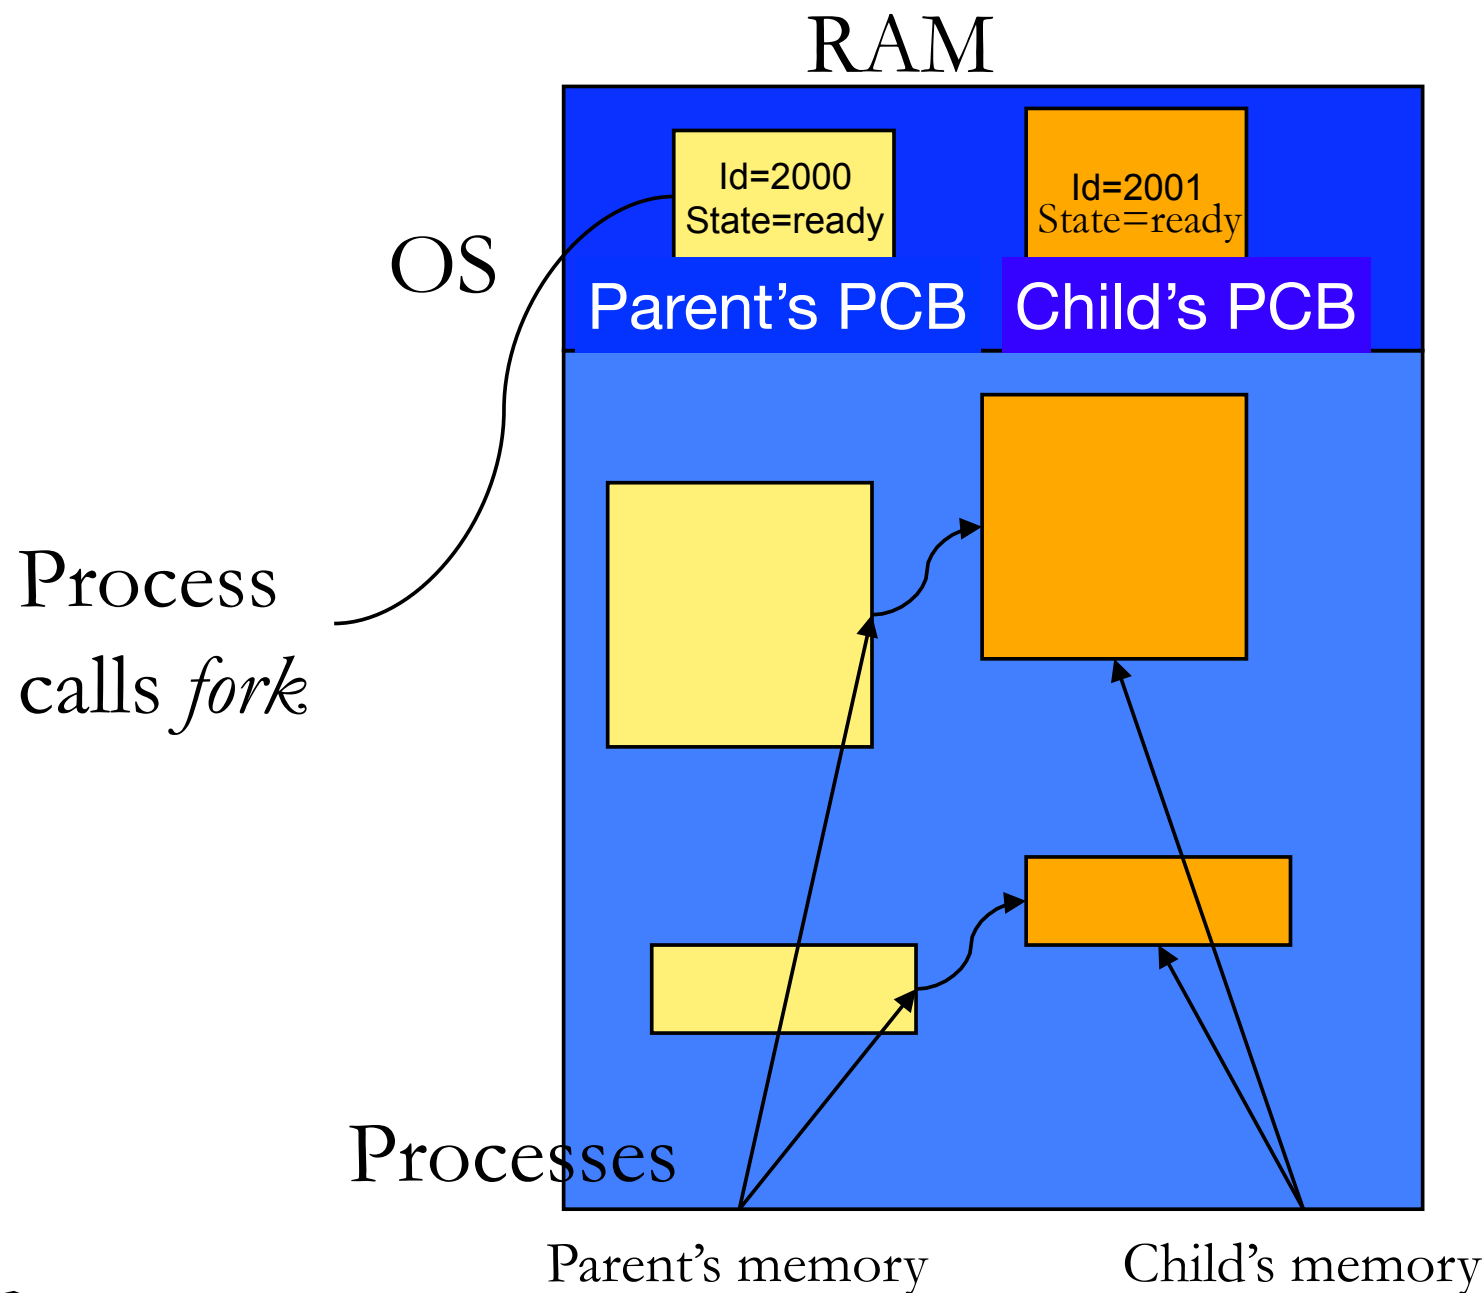 RAM
Id=2000
State=ready
Id=2001
State=ready
OS
Parent’s PCB
Child’s PCB
Process
calls fork
Processes
Parent’s memory
Child’s memory